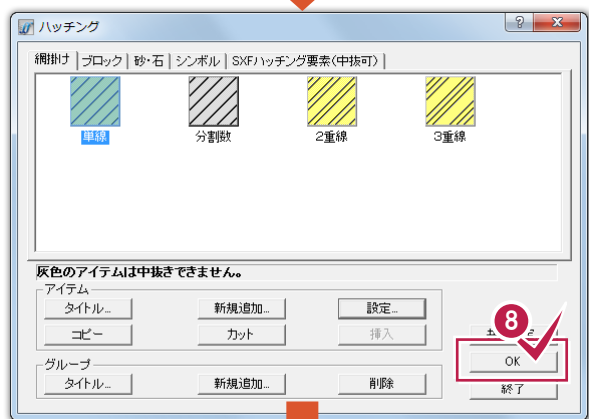 ハッチング
網掛け ブロック 砂・石 シンボル SXFハッチング要素(中抜可)
単線 分割数 2重線 3重線
灰色のアイテムは中抜きできません。
アイテム
タイトル... 新規追加... 設定...
コピー カット 挿入
8
OK
グループ
タイトル... 新規追加... 削除
終了